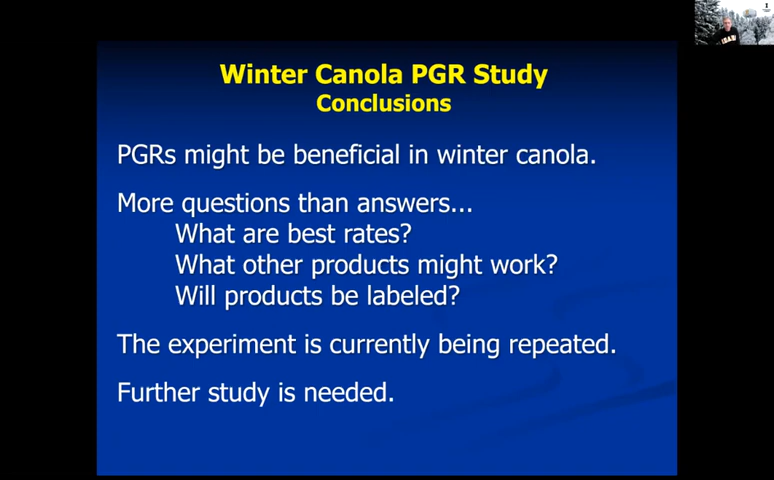 Winter Canola PGR Study
Conclusions
PGRs might be beneficial in winter canola.
More questions than answers...
What are best rates?
What other products might work?
Will products be labeled?
The experiment is currently being repeated.
Further study is needed.